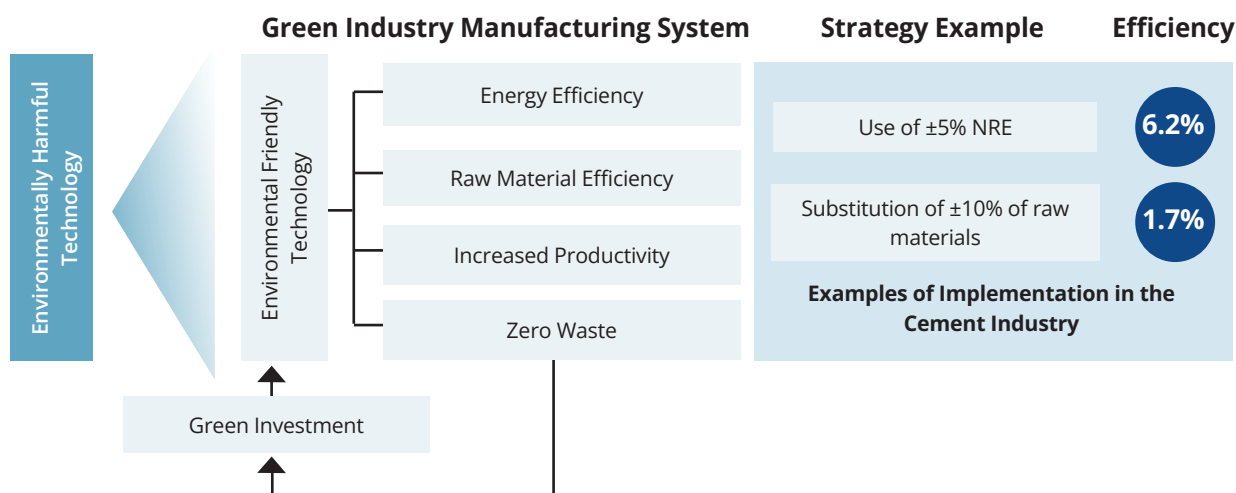 Green Industry Manufacturing System
Strategy Example
Efficiency
Environmentally Harmful
Technology
Environmental Friendly
Technology
Energy Efficiency
Raw Material Efficiency
Increased Productivity
Zero Waste
Use of ±5% NRE
6.2%
Substitution of ±10% of raw
materials
1.7%
Examples of Implementation in the
Cement Industry
Green Investment